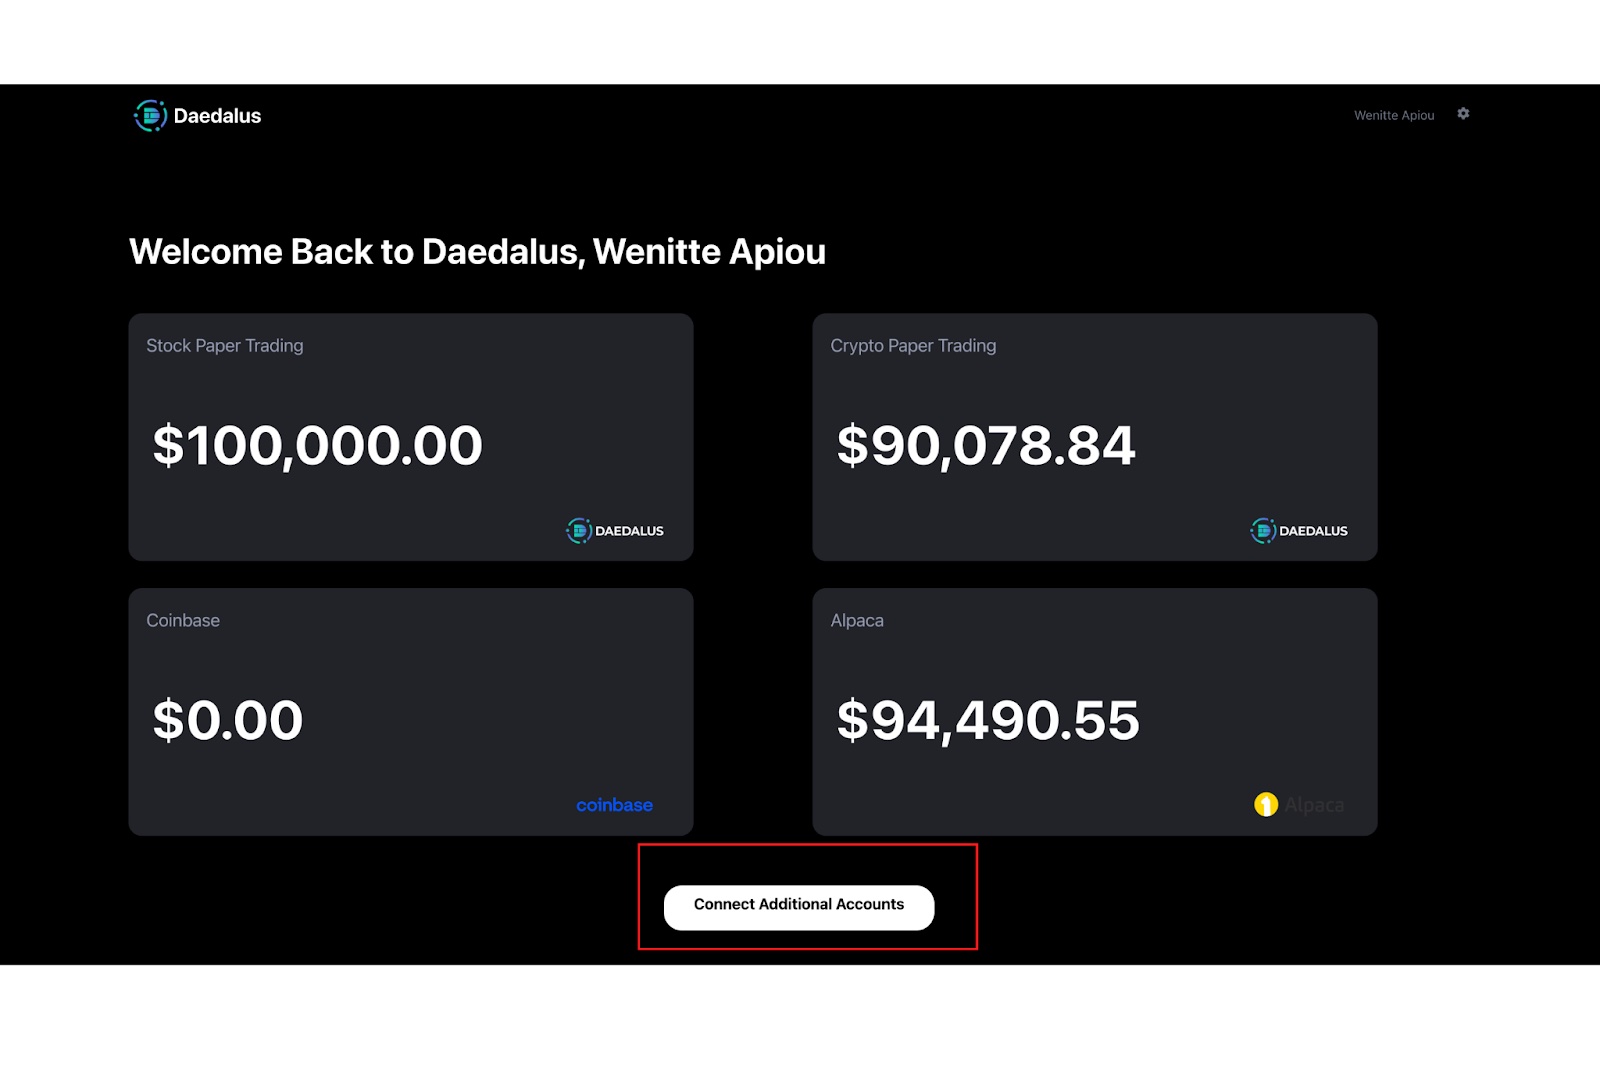 Daedalus
Wenitte Apiou
Welcome Back to Daedalus, Wenitte Apiou
Stock Paper Trading
$100,000.00
DAEDALUS
Crypto Paper Trading
$90,078.84
DAEDALUS
Coinbase
$0.00
coinbase
Alpaca
$94,490.55
Alpaca
Connect Additional Accounts